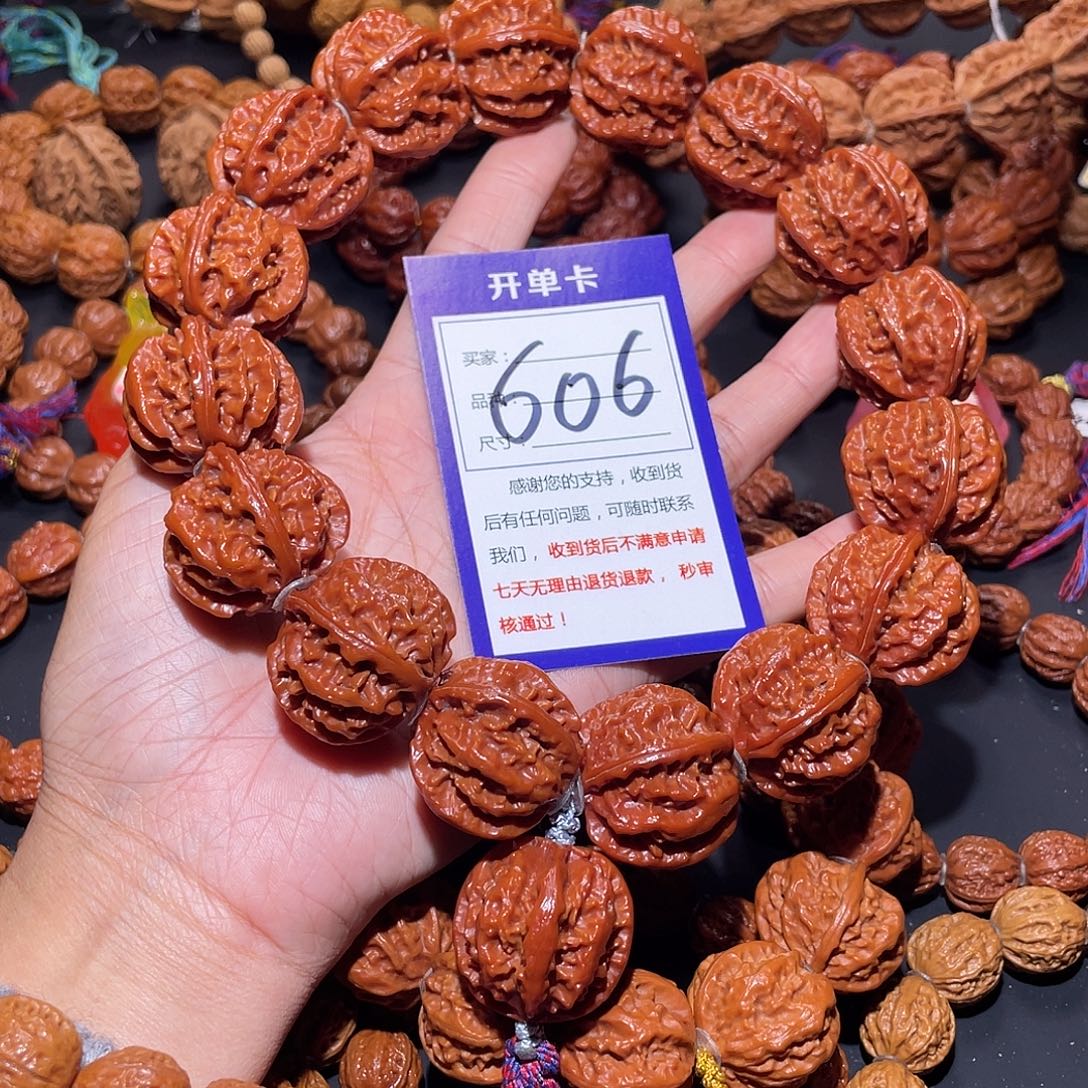 开单卡
买家：
606
品种：
尺寸：
感谢您的支持，收到货
后有任何问题，可随时联系
我们，收到货后不满意申请
七天无理由退货退款，秒审
核通过！